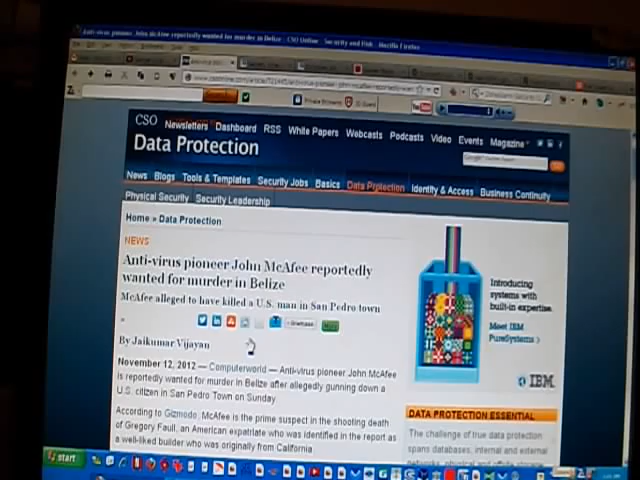 Anti-virus pioneer John McAfee reportedly wanted for murder in Belize - CSO Online - Security and Risk - Mozilla Firefox
CSO Newsletters Dashboard RSS White Papers Webcasts Podcasts Video Events Magazine
Data Protection
News Blogs Tools & Templates Security Jobs Basics Data Protection Identity & Access Business Continuity
Physical Security Security Leadership
Home » Data Protection
NEWS
Anti-virus pioneer John McAfee reportedly
wanted for murder in Belize
McAfee alleged to have killed a U.S. man in San Pedro town
By Jaikumar Vijayan
November 12, 2012 — Computerworld — Anti-virus pioneer John McAfee
is reportedly wanted for murder in Belize after allegedly gunning down a
U.S. citizen in San Pedro Town on Sunday.
According to Gizmodo, McAfee is the prime suspect in the shooting death
of Gregory Faull, an American expatriate who was identified in the report as
a well-liked builder who was originally from California.
Introducing
systems with
built-in expertise.
Meet IBM
PureSystems >
IBM.
DATA PROTECTION ESSENTIAL
The challenge of true data protection
spans databases, internal and external
networks, physical and offsite storage
start